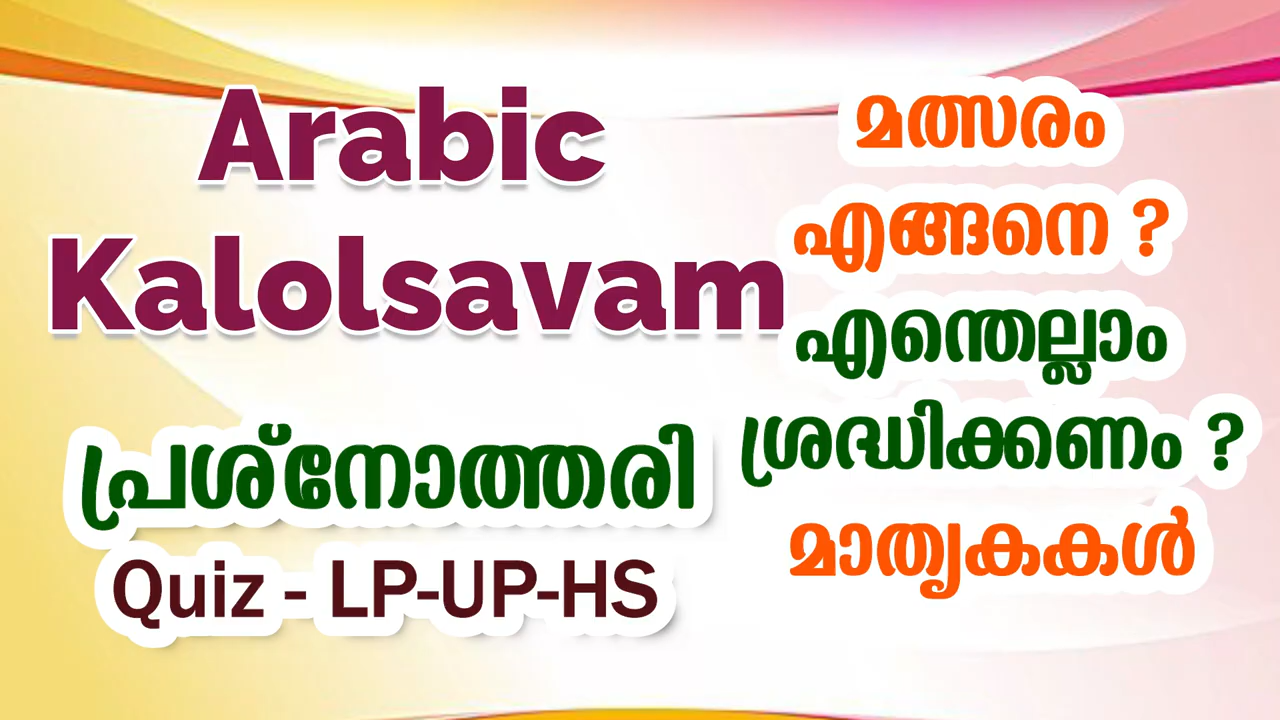 Arabic
Kalolsavam
പ്രശ്നോത്തരി
Quiz - LP-UP-HS
മത്സരം
എങ്ങനെ ?
എന്തെല്ലാം
ശ്രദ്ധിക്കണം ?
മാതൃകകൾ